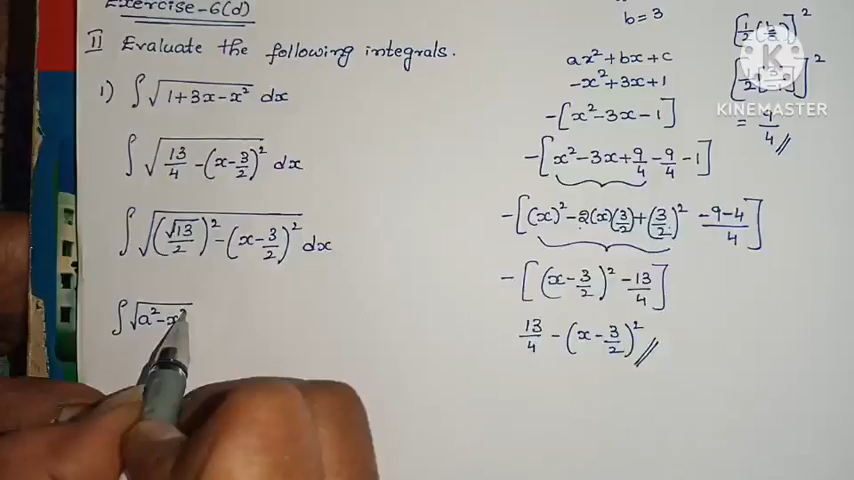 Exercise-6(d)
II Evaluate the following integrals.
1) ∫ √(1+3x-x²) dx
∫ √(13/4 -(x-3/2)²) dx
∫ √((√13/2)² -(x-3/2)²) dx
∫ √(a²-x²)
b=3
ax²+bx+c
-x²+3x+1
-[x²-3x-1]
-[x²-3x+9/4-9/4-1]
-[(x)²-2(x)(3/2)+(3/2)² -9-4/4]
-[(x-3/2)² -13/4]
13/4 -(x-3/2)² //
= 9/4 //
K
KINEMASTER